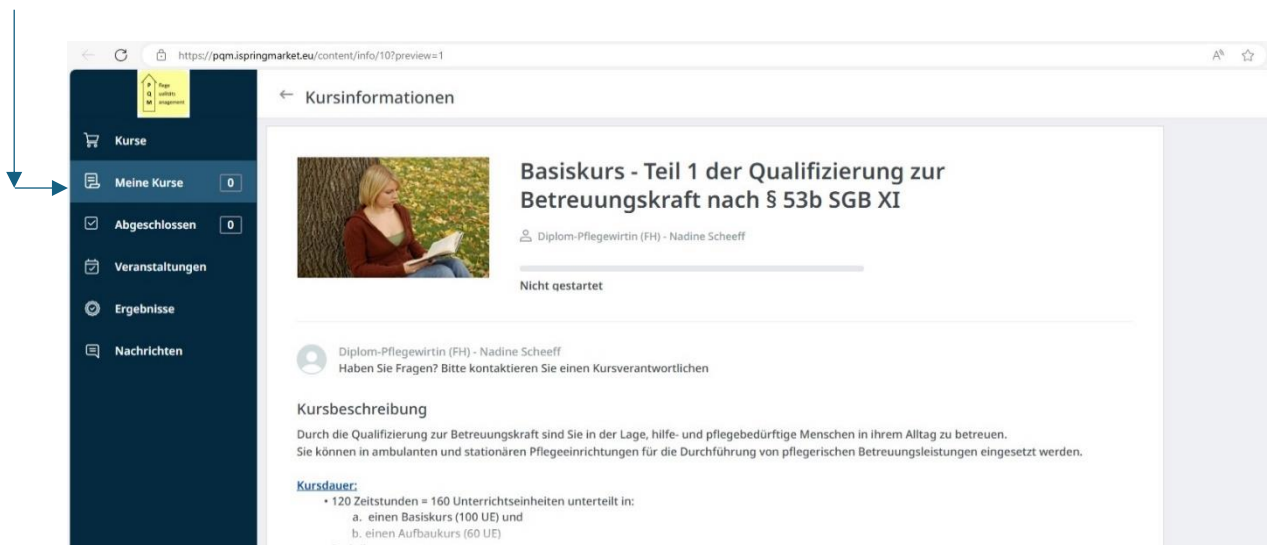 https://pqm.ispringmarket.eu/content/info/10?preview=1
P flege
Q ualitäts
M anagement
Kursinformationen
Kurse
Meine Kurse 0
Abgeschlossen 0
Veranstaltungen
Ergebnisse
Nachrichten
Basiskurs - Teil 1 der Qualifizierung zur
Betreuungskraft nach § 53b SGB XI
Diplom-Pflegewirtin (FH) - Nadine Scheeff
Nicht gestartet
Diplom-Pflegewirtin (FH) - Nadine Scheeff
Haben Sie Fragen? Bitte kontaktieren Sie einen Kursverantwortlichen
Kursbeschreibung
Durch die Qualifizierung zur Betreuungskraft sind Sie in der Lage, hilfe- und pflegebedürftige Menschen in ihrem Alltag zu betreuen.
Sie können in ambulanten und stationären Pflegeeinrichtungen für die Durchführung von pflegerischen Betreuungsleistungen eingesetzt werden.
Kursdauer:
• 120 Zeitstunden = 160 Unterrichtseinheiten unterteilt in:
a. einen Basiskurs (100 UE) und
b. einen Aufbaukurs (60 UE)